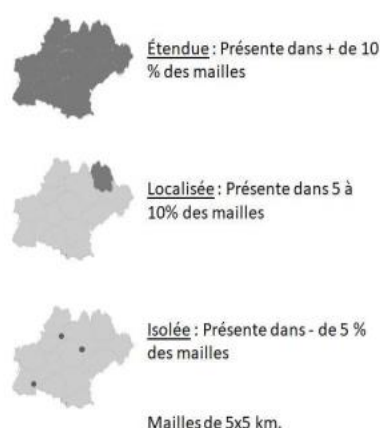 Étendue : Présente dans + de 10
% des mailles
Localisée : Présente dans 5 à
10% des mailles
Isolée : Présente dans - de 5 %
des mailles
Mailles de 5x5 km.